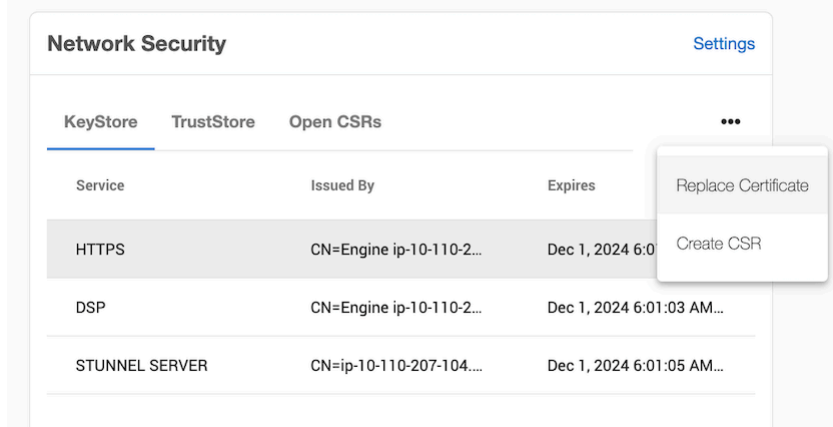 Network Security Settings
KeyStore TrustStore Open CSRs •••
Service Issued By Expires Replace Certificate
Create CSR
HTTPS CN=Engine ip-10-110-2... Dec 1, 2024 6:0
DSP CN=Engine ip-10-110-2... Dec 1, 2024 6:01:03 AM...
STUNNEL SERVER CN=ip-10-110-207-104.... Dec 1, 2024 6:01:05 AM...